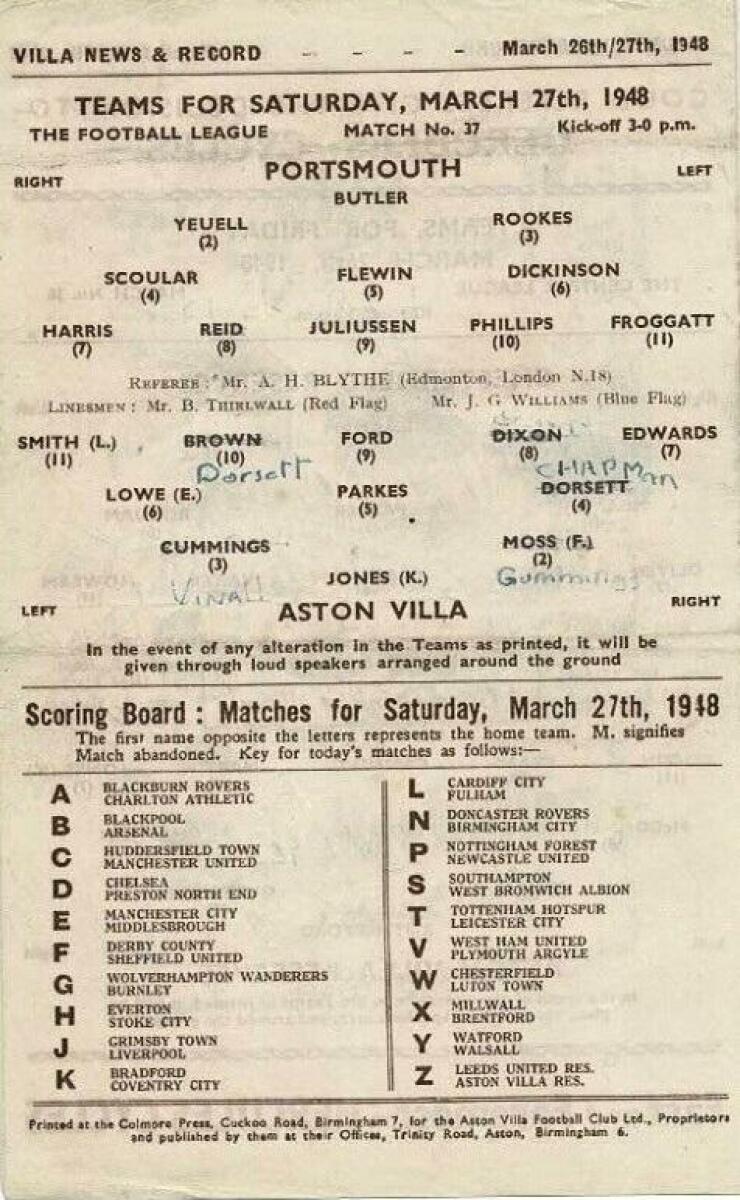 VILLA NEWS & RECORD - - - - March 26th/27th, 1948
TEAMS FOR SATURDAY, MARCH 27th, 1948
THE FOOTBALL LEAGUE MATCH No. 37 Kick-off 3-0 p.m.
RIGHT PORTSMOUTH LEFT
BUTLER
YEUELL ROOKES
(2) (3)
SCOULAR FLEWIN DICKINSON
(4) (5) (6)
HARRIS REID JULIUSSEN PHILLIPS FROGGATT
(7) (8) (9) (10) (11)
REFEREE: Mr. A. H. BLYTHE (Edmonton, London N.18)
LINESMEN: Mr. B. THIRLWALL (Red Flag) Mr. J. G WILLIAMS (Blue Flag)
SMITH (L.) BROWN FORD DIXON EDWARDS
(11) (10) (9) (8) (7)
Dorsett CHAPMan
LOWE (E.) PARKES DORSETT
(6) (5) (4)
CUMMINGS MOSS (F.)
(3) (2)
Vinall JONES (K.) Cummings
LEFT ASTON VILLA RIGHT
In the event of any alteration in the Teams as printed, it will be
given through loud speakers arranged around the ground
Scoring Board : Matches for Saturday, March 27th, 1948
The first name opposite the letters represents the home team. M. signifies
Match abandoned. Key for today's matches as follows:—
A BLACKBURN ROVERS
CHARLTON ATHLETIC
B BLACKPOOL
ARSENAL
C HUDDERSFIELD TOWN
MANCHESTER UNITED
D CHELSEA
PRESTON NORTH END
E MANCHESTER CITY
MIDDLESBROUGH
F DERBY COUNTY
SHEFFIELD UNITED
G WOLVERHAMPTON WANDERERS
BURNLEY
H EVERTON
STOKE CITY
J GRIMSBY TOWN
LIVERPOOL
K BRADFORD
COVENTRY CITY
L CARDIFF CITY
FULHAM
N DONCASTER ROVERS
BIRMINGHAM CITY
P NOTTINGHAM FOREST
NEWCASTLE UNITED
S SOUTHAMPTON
WEST BROMWICH ALBION
T TOTTENHAM HOTSPUR
LEICESTER CITY
V WEST HAM UNITED
PLYMOUTH ARGYLE
W CHESTERFIELD
LUTON TOWN
X MILLWALL
BRENTFORD
Y WATFORD
WALSALL
Z LEEDS UNITED RES.
ASTON VILLA RES.
Printed at the Colmore Press, Cuckoo Road, Birmingham 7, for the Aston Villa Football Club Ltd., Proprietors
and published by them at their Offices, Trinity Road, Aston, Birmingham 6.